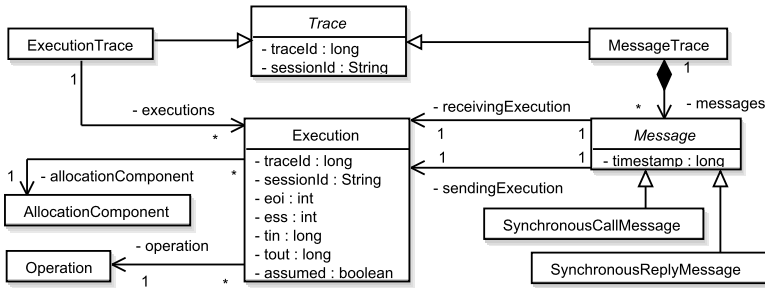 Trace
- traceId : long
- sessionId : String
ExecutionTrace
MessageTrace
1
1
- executions
*
- receivingExecution
1
1
*
- messages
Execution
- traceId : long
- sessionId : String
- eoi : int
- ess : int
- tin : long
- tout : long
- assumed : boolean
Message
- timestamp : long
1
1
- sendingExecution
1
- allocationComponent
*
AllocationComponent
SynchronousCallMessage
- operation
Operation
1
*
SynchronousReplyMessage